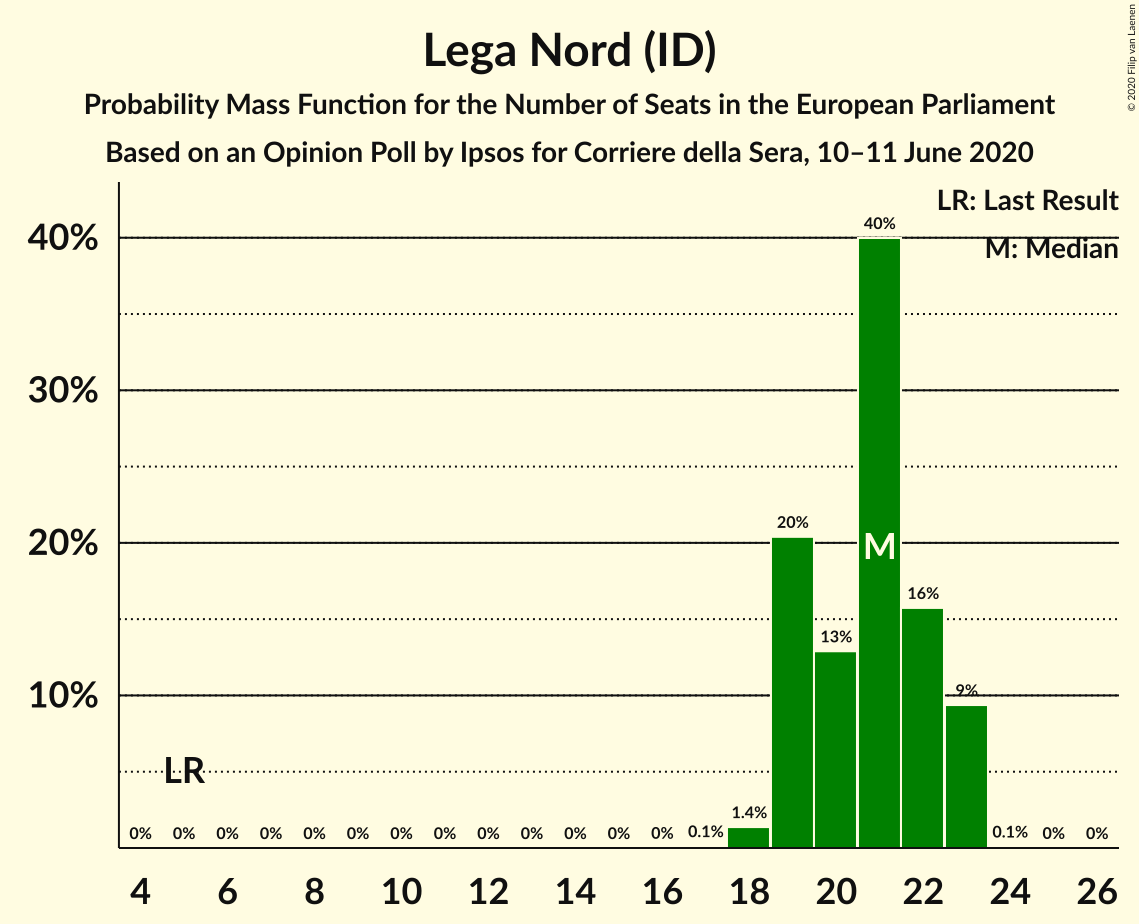 Lega Nord (ID)
Probability Mass Function for the Number of Seats in the European Parliament
Based on an Opinion Poll by Ipsos for Corriere della Sera, 10–11 June 2020
© 2020 Filip van Laenen
LR: Last Result
M: Median
40%
30%
20%
10%
40%
20%
M
16%
13%
9%
LR
1.4%
0% 0% 0% 0% 0% 0% 0% 0% 0% 0% 0% 0% 0% 0.1% 0.1% 0% 0%
4 6 8 10 12 14 16 18 20 22 24 26